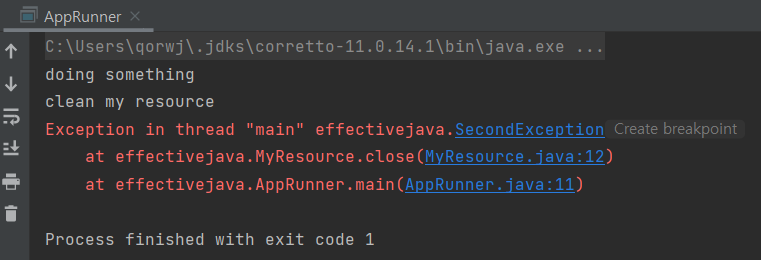 AppRunner
C:\Users\qorwj\.jdks\corretto-11.0.14.1\bin\java.exe ...
doing something
clean my resource
Exception in thread "main" effectivejava.SecondException Create breakpoint
at effectivejava.MyResource.close(MyResource.java:12)
at effectivejava.AppRunner.main(AppRunner.java:11)
Process finished with exit code 1